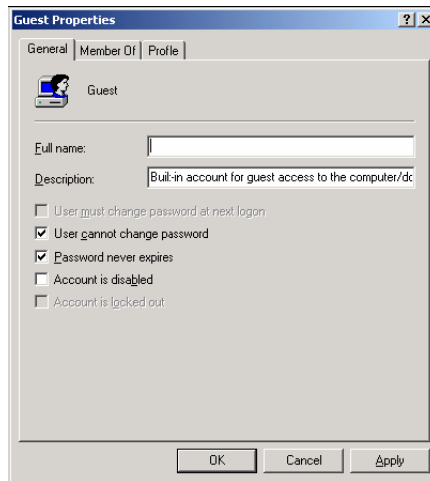 Guest Properties
General Member Of Profile
Guest
Full name:
Description: Built-in account for guest access to the computer/dc
User must change password at next logon
User cannot change password
Password never expires
Account is disabled
Account is locked out
OK Cancel Apply